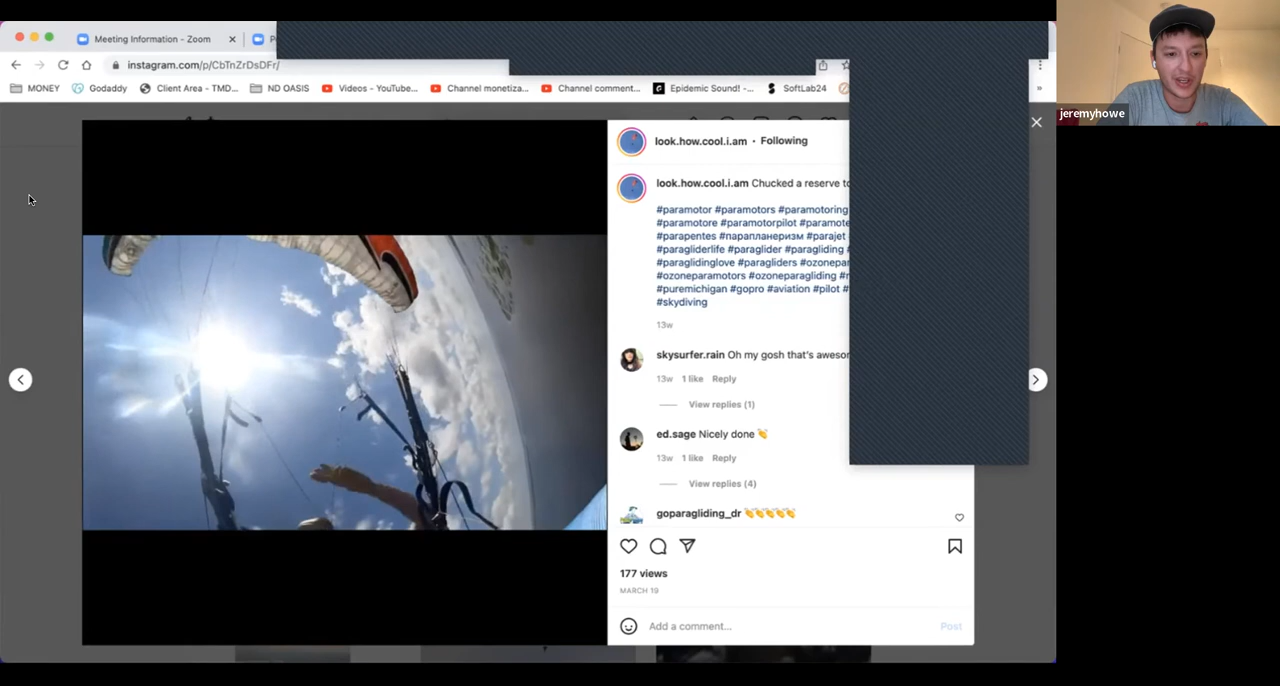 Meeting Information - Zoom
instagram.com/p/CbTnZrDsDFr/
MONEY Godaddy Client Area - TMD... ND OASIS Videos - YouTube... Channel monetiza... Channel comment... Epidemic Sound! -... SoftLab24 »
jeremyhowe
look.how.cool.i.am • Following
look.how.cool.i.am Chucked a reserve to
#paramotor #paramotors #paramotoring
#paramotore #paramotorpilot #paramote
#parapentes #парапланеризм #parajet
#paragliderlife #paraglider #paragliding
#paraglidinglove #paragliders #ozonepar
#ozoneparamotors #ozoneparagliding
#puremichigan #gopro #aviation #pilot
#skydiving
13w
skysurfer.rain Oh my gosh that's awesom
13w 1 like Reply
View replies (1)
ed.sage Nicely done 👏
13w 1 like Reply
View replies (4)
goparagliding_dr 👏👏👏👏👏
177 views
MARCH 19
Add a comment... Post